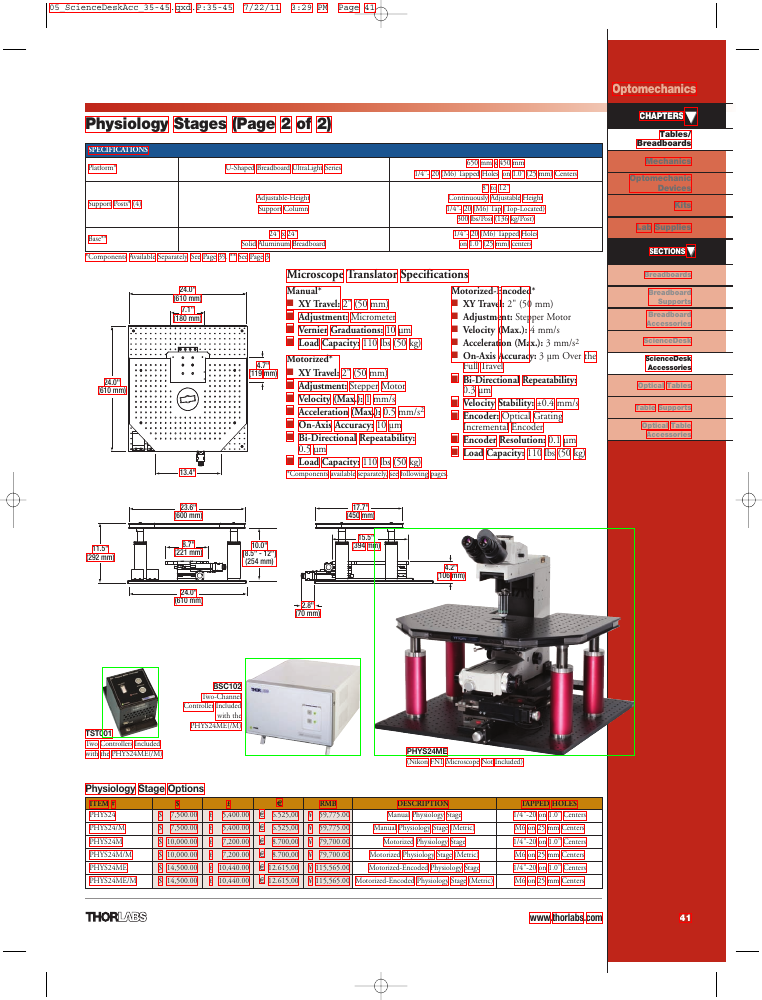 05 ScienceDeskAcc 35-45.qxd.P:35-45 7/22/11 3:29 PM Page 41
Optomechanics
CHAPTERS
Tables/
Breadboards
Mechanics
Optomechanic
Devices
Kits
Lab Supplies
SECTIONS
Breadboards
Breadboard
Supports
Breadboard
Accessories
ScienceDesk
ScienceDesk
Accessories
Optical Tables
Table Supports
Optical Table
Accessories
Physiology Stages (Page 2 of 2)
SPECIFICATIONS
Platform* U-Shaped Breadboard UltraLight Series 650 mm x 450 mm
1/4"-20 (M6) Tapped Holes on 1.0" (25 mm) Centers
Support Posts* (4) Adjustable-Height
Support Column
8" to 12"
Continuously Adjustable Height
1/4"-20 (M6) Tap (Top-Located)
300 lbs/Post (136 kg/Post)
Base** 24" x 24"
Solid Aluminum Breadboard
1/4"-20 (M6) Tapped Holes
on 1.0" (25 mm) centers
*Components Available Separately. See Page 39. **See Page 5
Microscope Translator Specifications
Manual*
XY Travel: 2" (50 mm)
Adjustment: Micrometer
Vernier Graduations: 10 µm
Load Capacity: 110 lbs (50 kg)
Motorized*
XY Travel: 2" (50 mm)
Adjustment: Stepper Motor
Velocity (Max.): 1 mm/s
Acceleration (Max.): 0.5 mm/s²
On-Axis Accuracy: 10 µm
Bi-Directional Repeatability:
0.5 µm
Load Capacity: 110 lbs (50 kg)
*Components available separately, see following pages.
Motorized-Encoded*
XY Travel: 2" (50 mm)
Adjustment: Stepper Motor
Velocity (Max.): 4 mm/s
Acceleration (Max.): 3 mm/s²
On-Axis Accuracy: 3 µm Over the
Full Travel
Bi-Directional Repeatability:
0.3 µm
Velocity Stability: ±0.4 mm/s
Encoder: Optical Grating
Incremental Encoder
Encoder Resolution: 0.1 µm
Load Capacity: 110 lbs (50 kg)
24.0"
(610 mm)
7.1"
(180 mm)
4.7"
(119 mm)
24.0"
(610 mm)
13.4"
23.6"
(600 mm)
11.5"
(292 mm)
8.7"
(221 mm)
10.0"
8.5" - 12"
(254 mm)
24.0"
(610 mm)
17.7"
(450 mm)
15.5"
(394 mm)
4.2"
(106 mm)
2.8"
(70 mm)
TST001
Two Controllers Included
with the PHYS24M(/M)
BSC102
Two-Channel
Controller Included
with the
PHYS24ME(/M)
THORLABS
PHYS24ME
(Nikon FN1 Microscope Not Included)
Physiology Stage Options
ITEM # $ £ € RMB DESCRIPTION TAPPED HOLES
PHYS24 $ 7,500.00 £ 5,400.00 € 6.525,00 ¥ 59,775.00 Manual Physiology Stage 1/4"-20 on 1.0" Centers
PHYS24/M $ 7,500.00 £ 5,400.00 € 6.525,00 ¥ 59,775.00 Manual Physiology Stage (Metric) M6 on 25 mm Centers
PHYS24M $ 10,000.00 £ 7,200.00 € 8.700,00 ¥ 79,700.00 Motorized Physiology Stage 1/4"-20 on 1.0" Centers
PHYS24M/M $ 10,000.00 £ 7,200.00 € 8.700,00 ¥ 79,700.00 Motorized Physiology Stage (Metric) M6 on 25 mm Centers
PHYS24ME $ 14,500.00 £ 10,440.00 € 12.615,00 ¥ 115,565.00 Motorized-Encoded Physiology Stage 1/4"-20 on 1.0" Centers
PHYS24ME/M $ 14,500.00 £ 10,440.00 € 12.615,00 ¥ 115,565.00 Motorized-Encoded Physiology Stage (Metric) M6 on 25 mm Centers
THORLABS
www.thorlabs.com
41